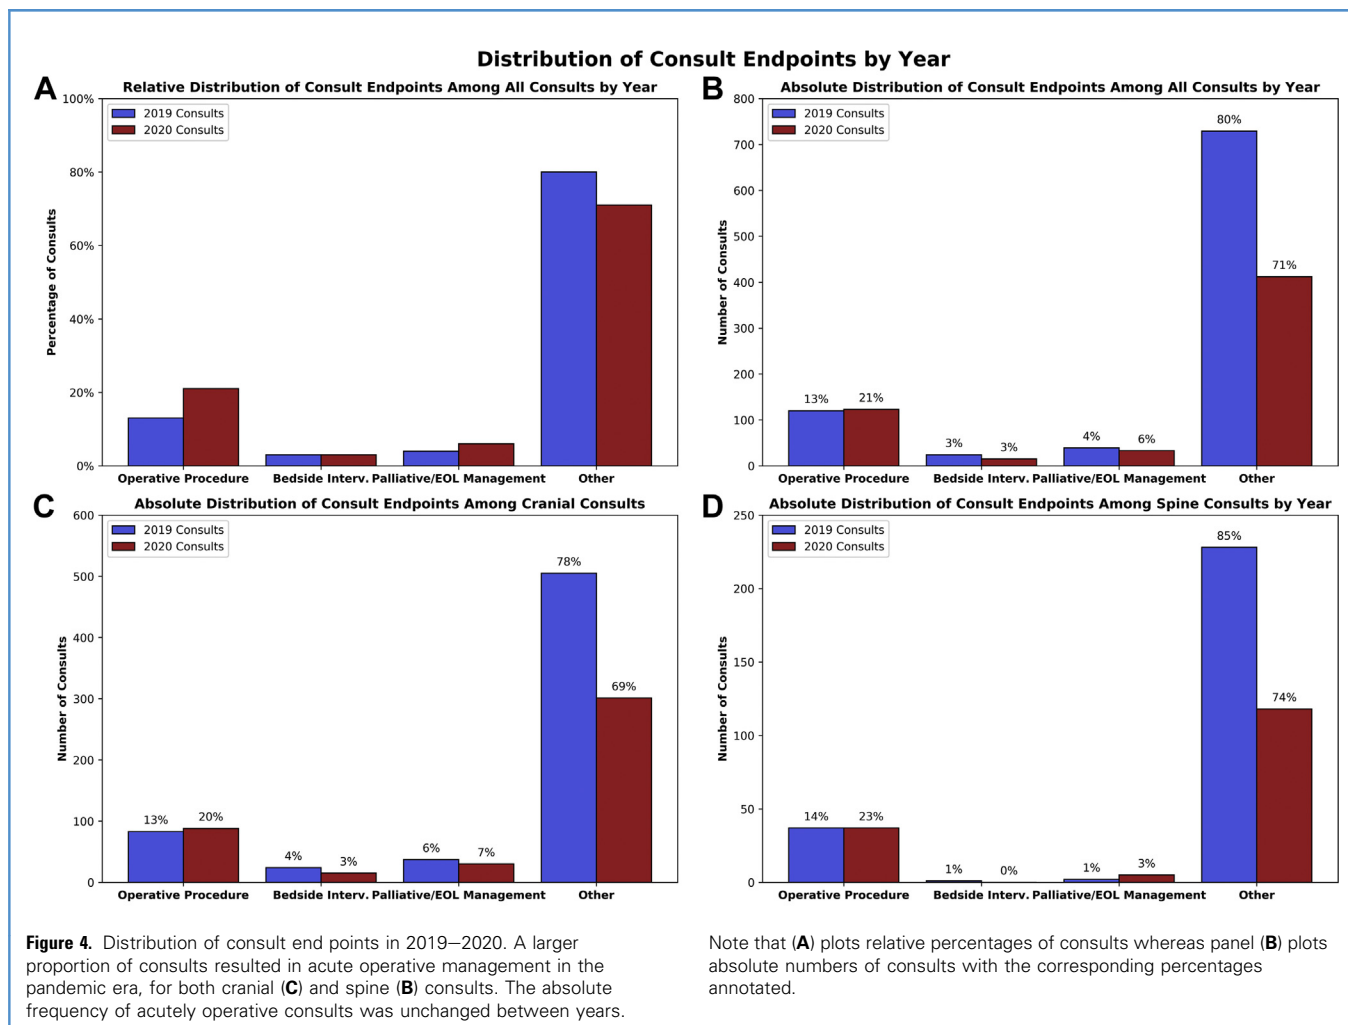 Distribution of Consult Endpoints by Year
A
Relative Distribution of Consult Endpoints Among All Consults by Year
100%
80%
60%
40%
20%
0%
Percentage of Consults
2019 Consults
2020 Consults
Operative Procedure Bedside Interv. Palliative/EOL Management Other
B
Absolute Distribution of Consult Endpoints Among All Consults by Year
800
700
600
500
400
300
200
100
0
Number of Consults
2019 Consults
2020 Consults
13% 21% 3% 3% 4% 6% 80% 71%
Operative Procedure Bedside Interv. Palliative/EOL Management Other
C
Absolute Distribution of Consult Endpoints Among Cranial Consults
600
500
400
300
200
100
0
Number of Consults
2019 Consults
2020 Consults
13% 20% 4% 3% 6% 7% 78% 69%
Operative Procedure Bedside Interv. Palliative/EOL Management Other
D
Absolute Distribution of Consult Endpoints Among Spine Consults by Year
250
200
150
100
50
0
Number of Consults
2019 Consults
2020 Consults
14% 23% 1% 0% 1% 3% 85% 74%
Operative Procedure Bedside Interv. Palliative/EOL Management Other
Figure 4. Distribution of consult end points in 2019–2020. A larger
proportion of consults resulted in acute operative management in the
pandemic era, for both cranial (C) and spine (B) consults. The absolute
frequency of acutely operative consults was unchanged between years.
Note that (A) plots relative percentages of consults whereas panel (B) plots
absolute numbers of consults with the corresponding percentages
annotated.